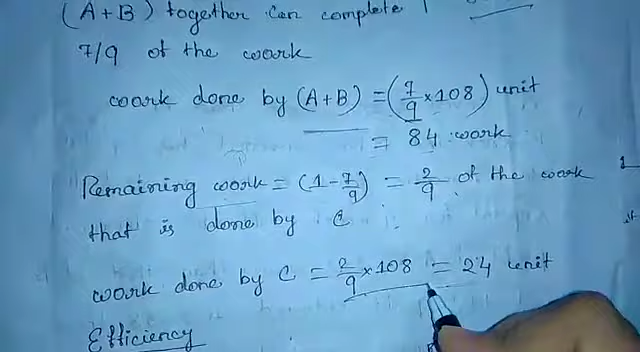 (A+B) together can complete
7/9 of the work
work done by (A+B) = (7/9 × 108) unit
= 84 work
Remaining work = (1 - 7/9) = 2/9 of the work
that is done by C
work done by C = 2/9 × 108 = 24 unit
Efficiency